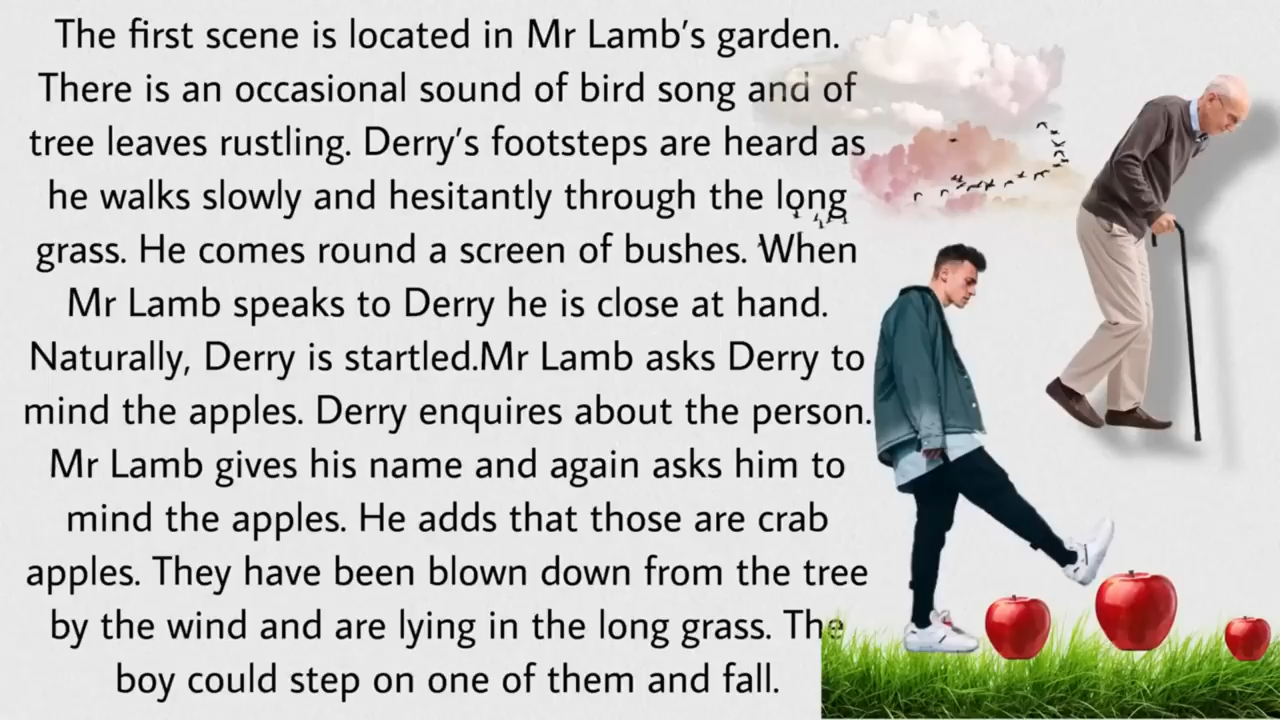 The first scene is located in Mr Lamb's garden.
There is an occasional sound of bird song and of
tree leaves rustling. Derry's footsteps are heard as
he walks slowly and hesitantly through the long
grass. He comes round a screen of bushes. When
Mr Lamb speaks to Derry he is close at hand.
Naturally, Derry is startled.Mr Lamb asks Derry to
mind the apples. Derry enquires about the person.
Mr Lamb gives his name and again asks him to
mind the apples. He adds that those are crab
apples. They have been blown down from the tree
by the wind and are lying in the long grass. The
boy could step on one of them and fall.